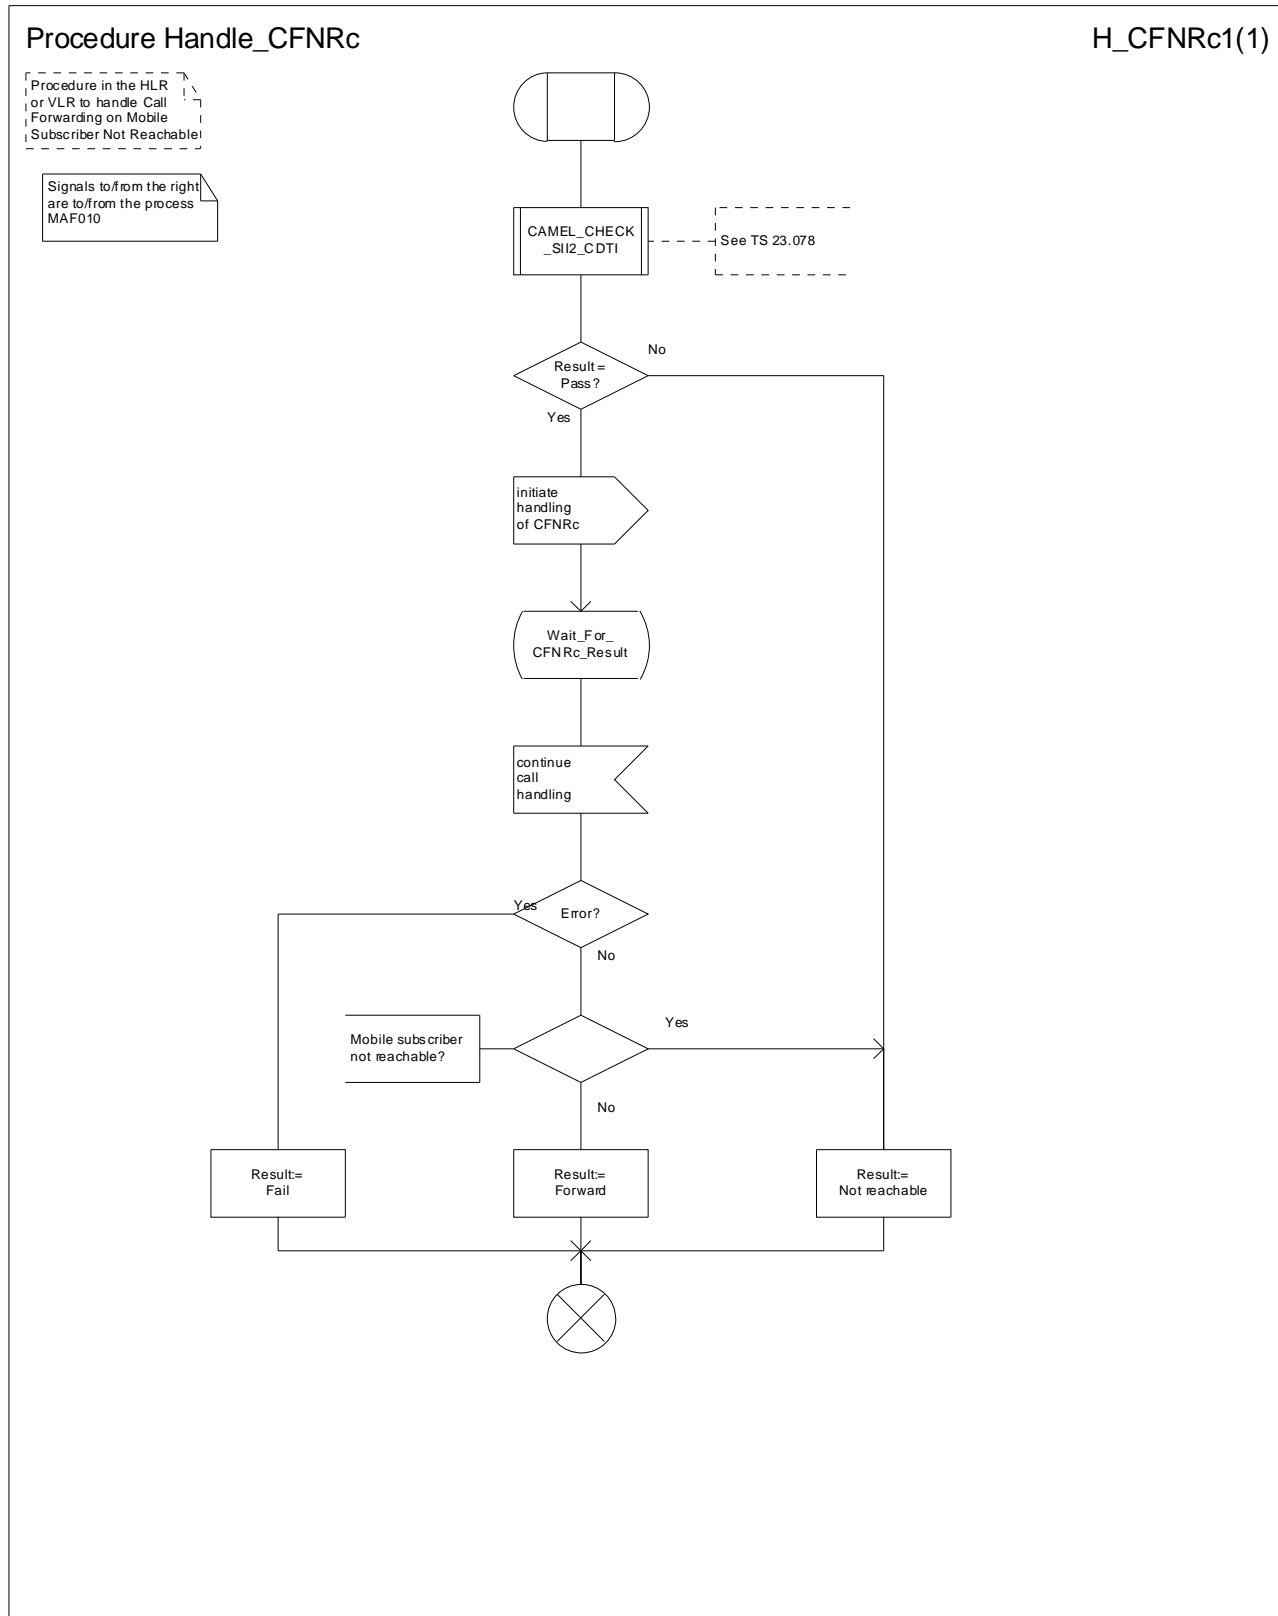 Procedure Handle_CFNRc
H_CFNRc1(1)
Procedure in the HLR
or VLR to handle Call
Forwarding on Mobile
Subscriber Not Reachable
Signals to/from the right
are to/from the process
MAF010
CAMEL_CHECK
_SII2_CDTI
See TS 23.078
Result=
Pass?
No
Yes
initiate
handling
of CFNRc
Wait_For_
CFNRc_Result
continue
call
handling
Yes
Error?
No
Mobile subscriber
not reachable?
Yes
No
Result:=
Fail
Result:=
Forward
Result:=
Not reachable